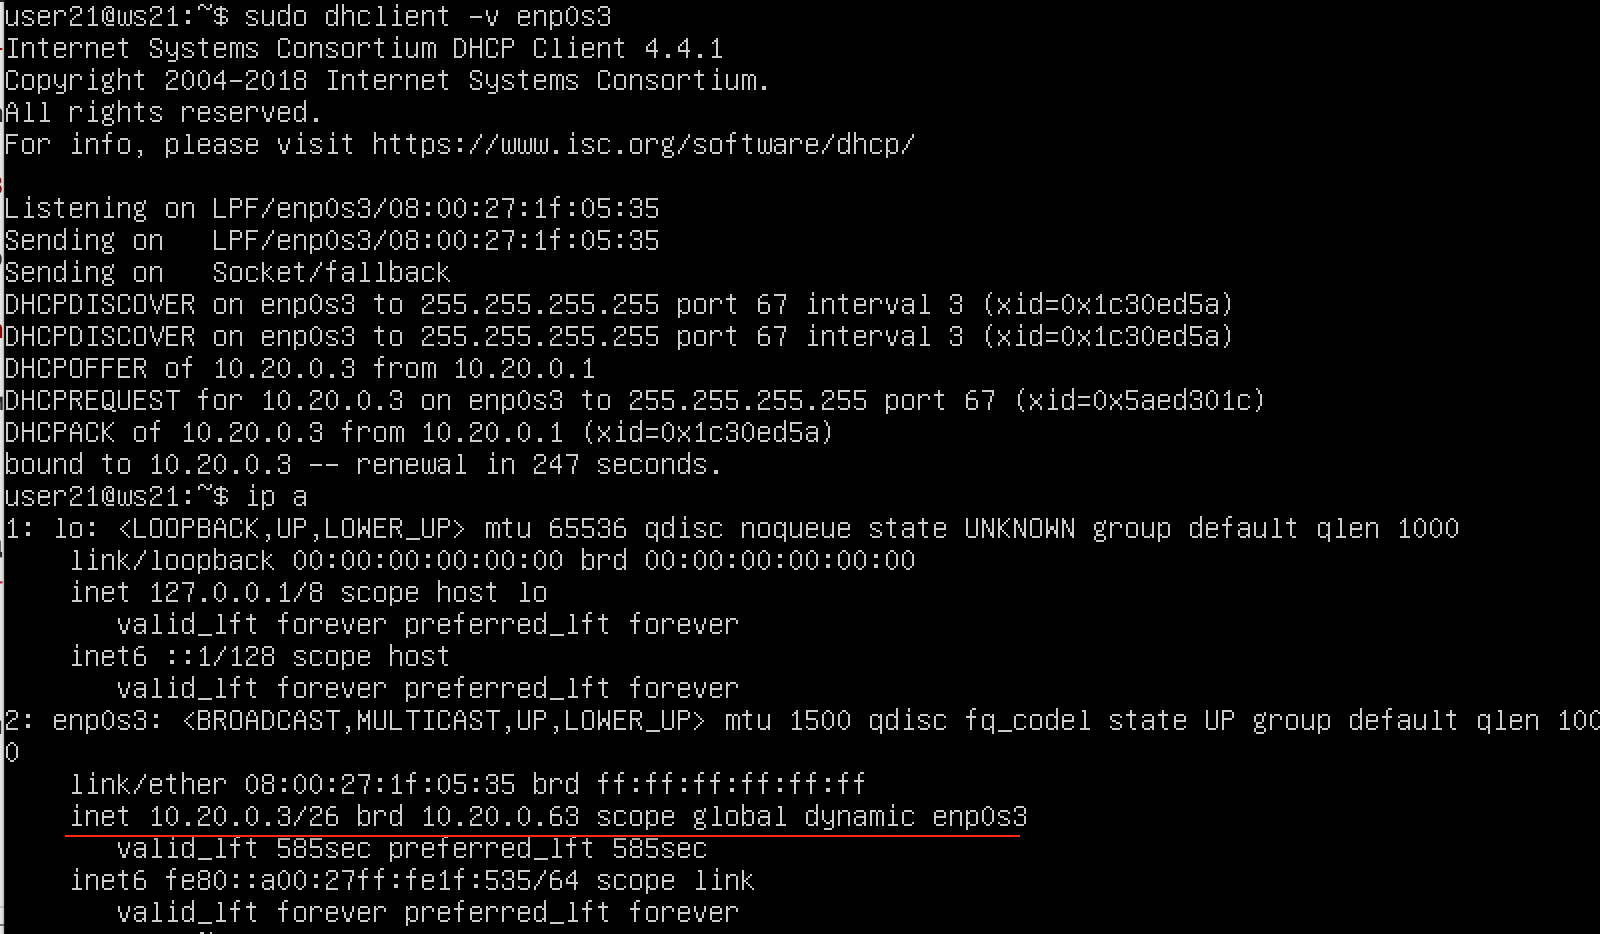 user21@ws21:~$ sudo dhclient -v enp0s3
Internet Systems Consortium DHCP Client 4.4.1
Copyright 2004-2018 Internet Systems Consortium.
All rights reserved.
For info, please visit https://www.isc.org/software/dhcp/
Listening on LPF/enp0s3/08:00:27:1f:05:35
Sending on   LPF/enp0s3/08:00:27:1f:05:35
Sending on   Socket/fallback
DHCPDISCOVER on enp0s3 to 255.255.255.255 port 67 interval 3 (xid=0x1c30ed5a)
DHCPDISCOVER on enp0s3 to 255.255.255.255 port 67 interval 3 (xid=0x1c30ed5a)
DHCPOFFER of 10.20.0.3 from 10.20.0.1
DHCPREQUEST for 10.20.0.3 on enp0s3 to 255.255.255.255 port 67 (xid=0x5aed301c)
DHCPACK of 10.20.0.3 from 10.20.0.1 (xid=0x1c30ed5a)
bound to 10.20.0.3 -- renewal in 247 seconds.
user21@ws21:~$ ip a
1: lo: <LOOPBACK,UP,LOWER_UP> mtu 65536 qdisc noqueue state UNKNOWN group default qlen 1000
    link/loopback 00:00:00:00:00:00 brd 00:00:00:00:00:00
    inet 127.0.0.1/8 scope host lo
       valid_lft forever preferred_lft forever
    inet6 ::1/128 scope host
       valid_lft forever preferred_lft forever
2: enp0s3: <BROADCAST,MULTICAST,UP,LOWER_UP> mtu 1500 qdisc fq_codel state UP group default qlen 100
0
    link/ether 08:00:27:1f:05:35 brd ff:ff:ff:ff:ff:ff
    inet 10.20.0.3/26 brd 10.20.0.63 scope global dynamic enp0s3
       valid_lft 585sec preferred_lft 585sec
    inet6 fe80::a00:27ff:fe1f:535/64 scope link
       valid_lft forever preferred_lft forever